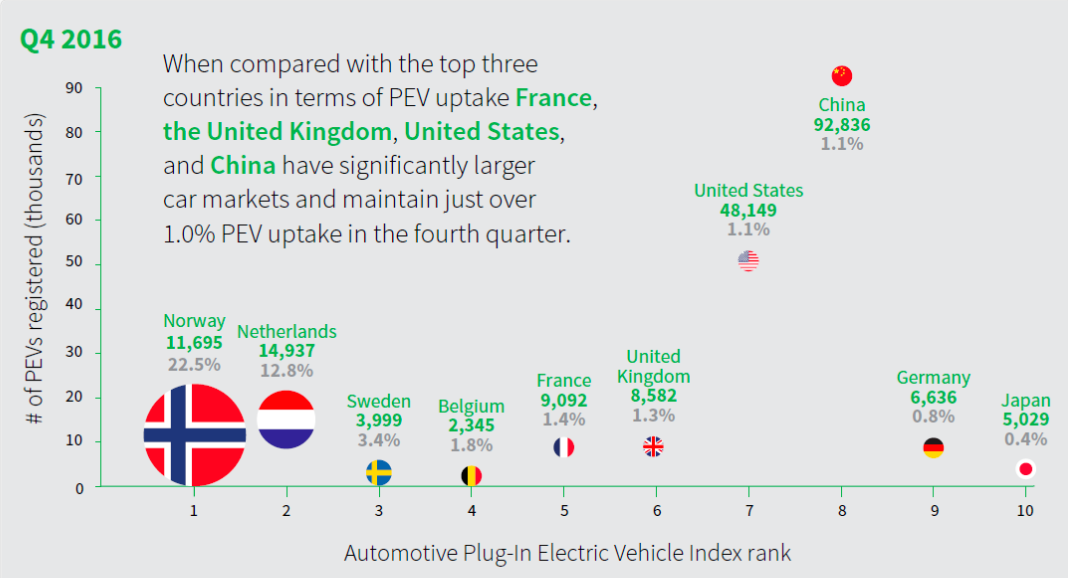 Q4 2016
When compared with the top three
countries in terms of PEV uptake France,
the United Kingdom, United States,
and China have significantly larger
car markets and maintain just over
1.0% PEV uptake in the fourth quarter.
# of PEVs registered (thousands)
90
80
70
60
50
40
30
20
10
0
Norway
11,695
22.5%
Netherlands
14,937
12.8%
Sweden
3,999
3.4%
Belgium
2,345
1.8%
France
9,092
1.4%
United
Kingdom
8,582
1.3%
United States
48,149
1.1%
China
92,836
1.1%
Germany
6,636
0.8%
Japan
5,029
0.4%
1 2 3 4 5 6 7 8 9 10
Automotive Plug-In Electric Vehicle Index rank